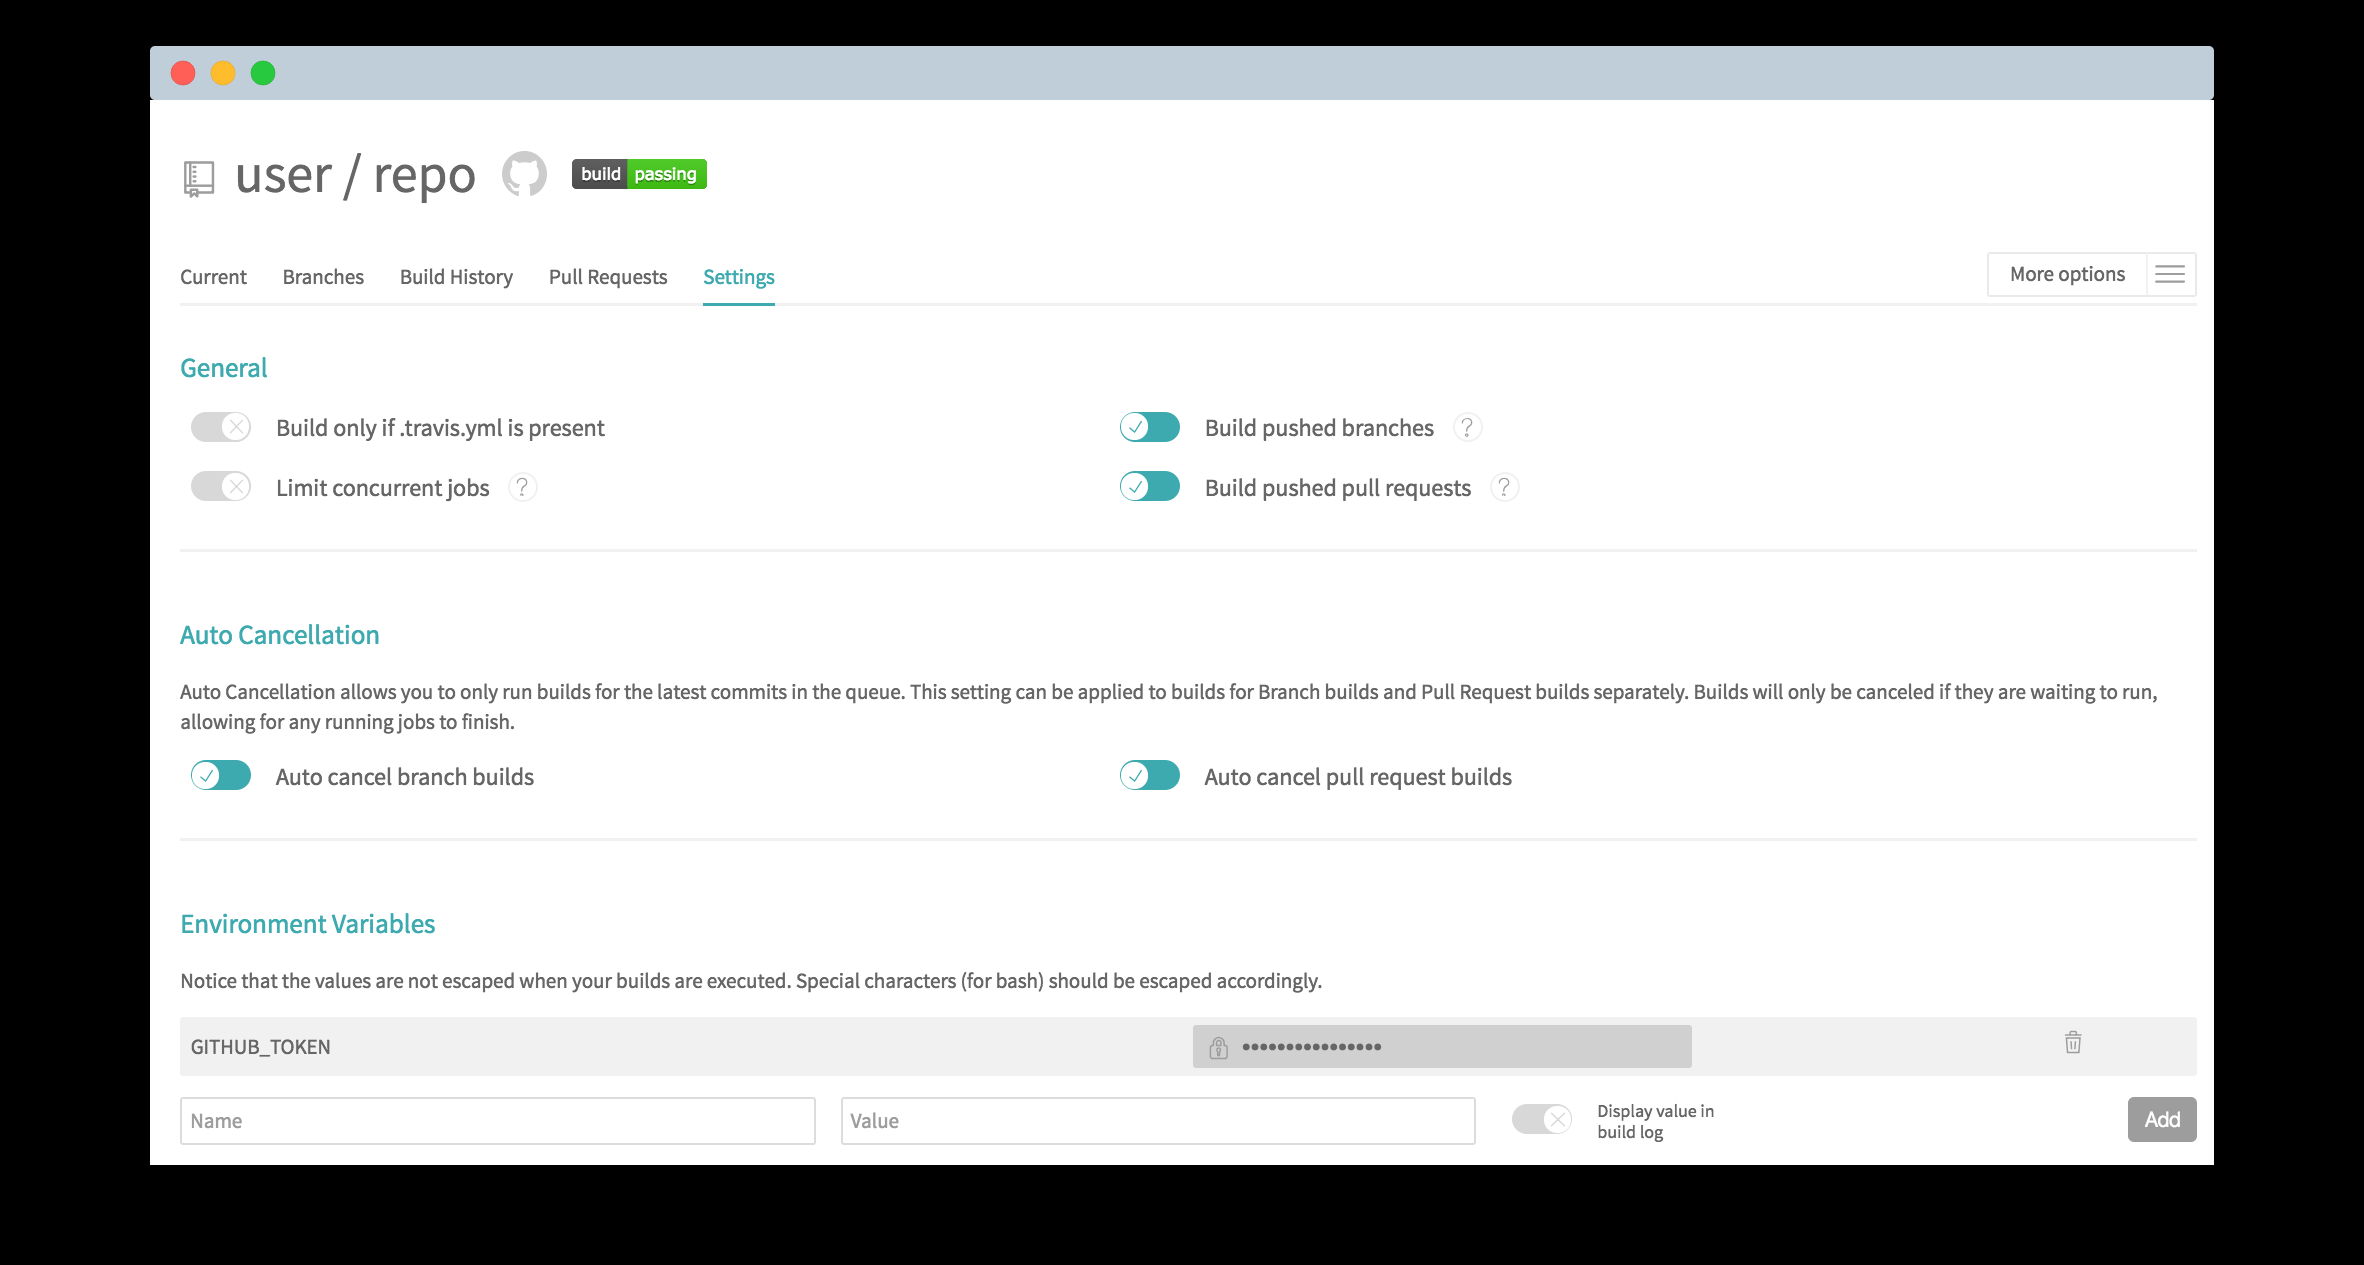 user / repo
build passing
Current Branches Build History Pull Requests Settings
More options
General
Build only if .travis.yml is present
Build pushed branches ?
Limit concurrent jobs ?
Build pushed pull requests ?
Auto Cancellation
Auto Cancellation allows you to only run builds for the latest commits in the queue. This setting can be applied to builds for Branch builds and Pull Request builds separately. Builds will only be canceled if they are waiting to run,
allowing for any running jobs to finish.
Auto cancel branch builds
Auto cancel pull request builds
Environment Variables
Notice that the values are not escaped when your builds are executed. Special characters (for bash) should be escaped accordingly.
GITHUB_TOKEN ••••••••••••••••
Name
Value
Display value in
build log
Add